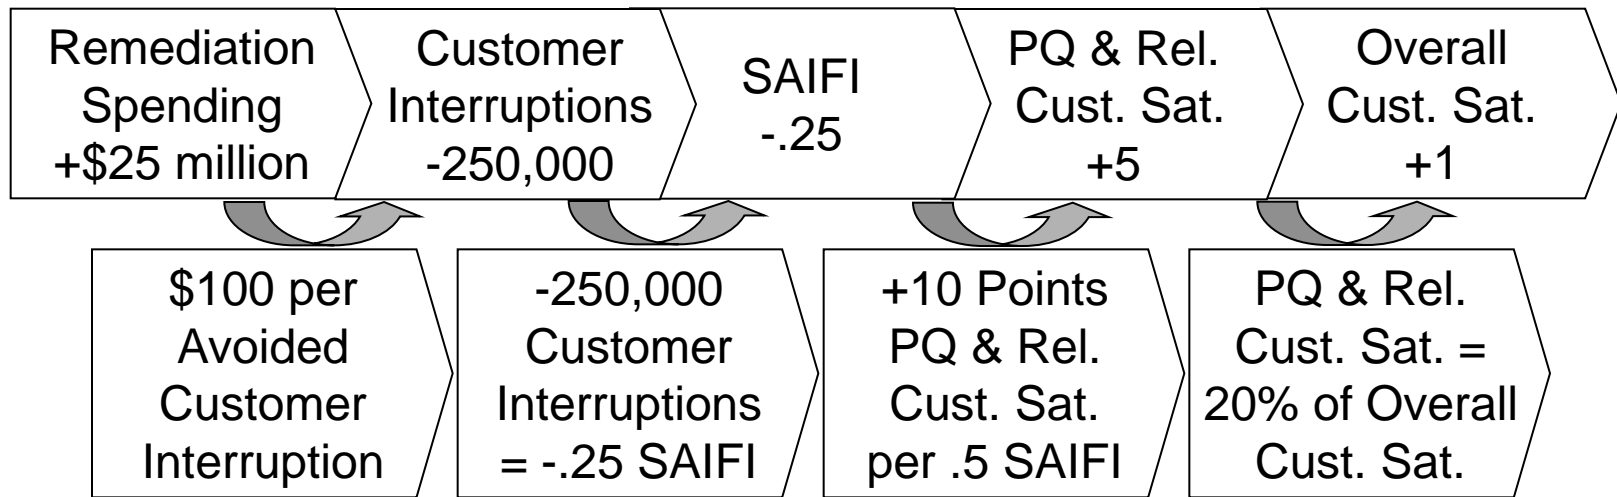 Remediation
Spending
+$25 million
Customer
Interruptions
-250,000
SAIFI
-.25
PQ & Rel.
Cust. Sat.
+5
Overall
Cust. Sat.
+1
$100 per
Avoided
Customer
Interruption
-250,000
Customer
Interruptions
= -.25 SAIFI
+10 Points
PQ & Rel.
Cust. Sat.
per .5 SAIFI
PQ & Rel.
Cust. Sat. =
20% of Overall
Cust. Sat.